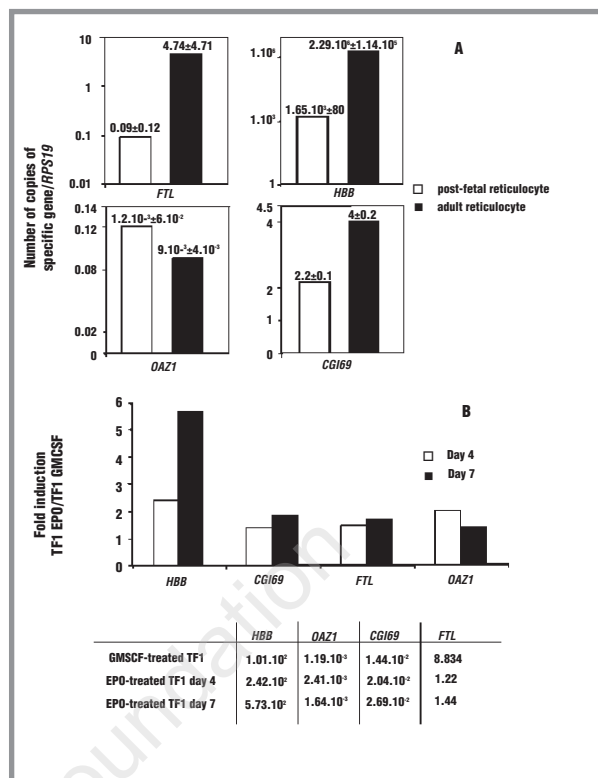 A
Number of copies of
specific gene/RPS19
10
1
0.1
0.01
4.74±4.71
0.09±0.12
FTL
1.10⁶
1.10³
1
2.29.10⁶±1.14.10⁵
1.65.10³±80
HBB
post-fetal reticulocyte
adult reticulocyte
0.14
0.12
0.08
0.02
0
1.2.10⁻³±6.10⁻²
9.10⁻³±4.10⁻³
OAZ1
4.5
4
2
1
0
4±0.2
2.2±0.1
CGI69
B
Fold induction
TF1 EPO/TF1 GMCSF
6
5
4
3
2
1
0
Day 4
Day 7
HBB CGI69 FTL OAZ1
HBB OAZ1 CGI69 FTL
GMSCF-treated TF1 1.01.10² 1.19.10⁻³ 1.44.10⁻² 8.834
EPO-treated TF1 day 4 2.42.10² 2.41.10⁻³ 2.04.10⁻² 1.22
EPO-treated TF1 day 7 5.73.10² 1.64.10⁻³ 2.69.10⁻² 1.44
oundation